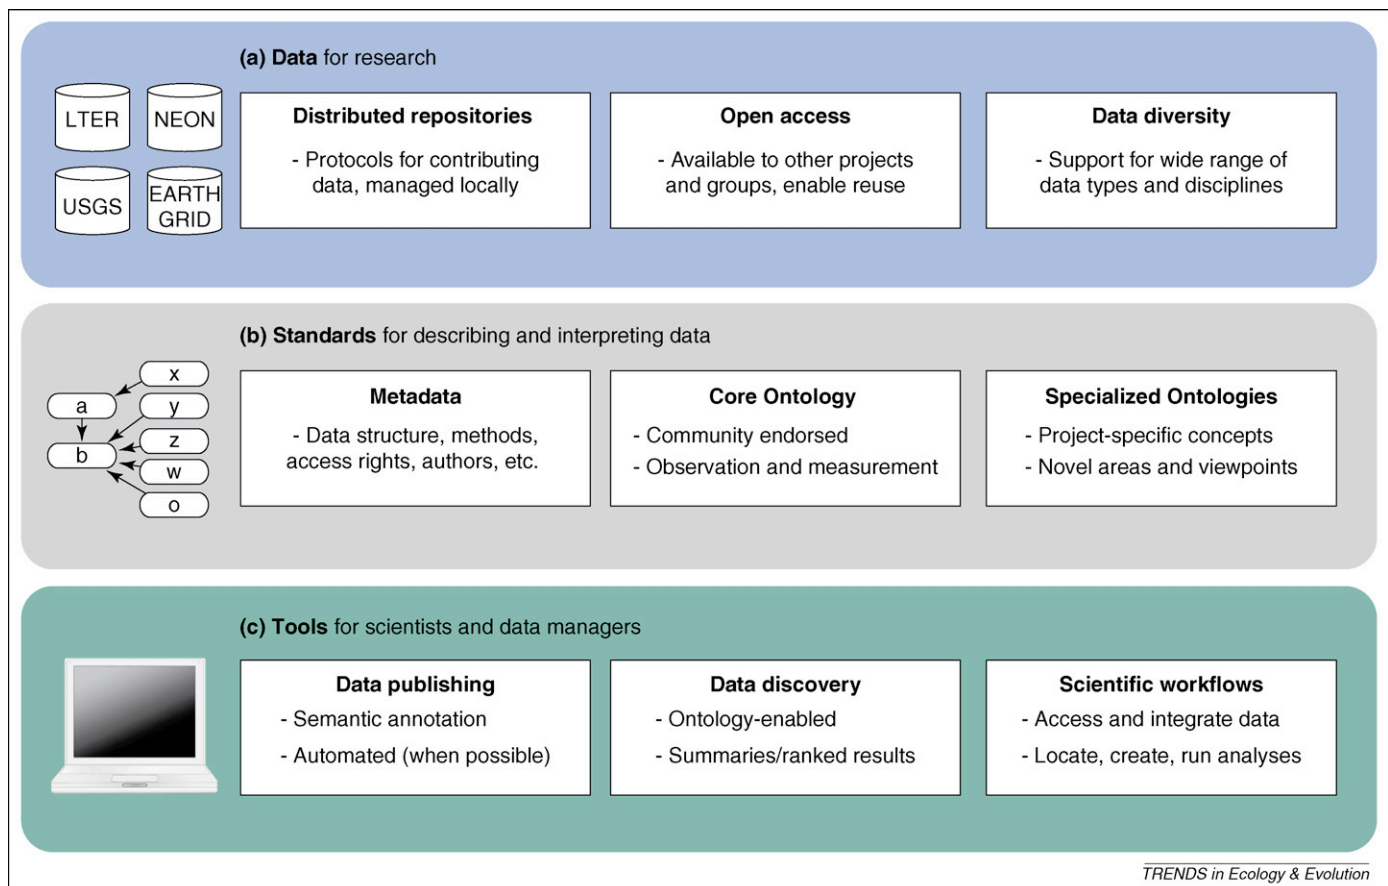 (a) Data for research
LTER
NEON
USGS
EARTH
GRID
Distributed repositories
- Protocols for contributing
data, managed locally
Open access
- Available to other projects
and groups, enable reuse
Data diversity
- Support for wide range of
data types and disciplines
(b) Standards for describing and interpreting data
x
a
y
z
b
w
o
Metadata
- Data structure, methods,
access rights, authors, etc.
Core Ontology
- Community endorsed
- Observation and measurement
Specialized Ontologies
- Project-specific concepts
- Novel areas and viewpoints
(c) Tools for scientists and data managers
Data publishing
- Semantic annotation
- Automated (when possible)
Data discovery
- Ontology-enabled
- Summaries/ranked results
Scientific workflows
- Access and integrate data
- Locate, create, run analyses
TRENDS in Ecology & Evolution